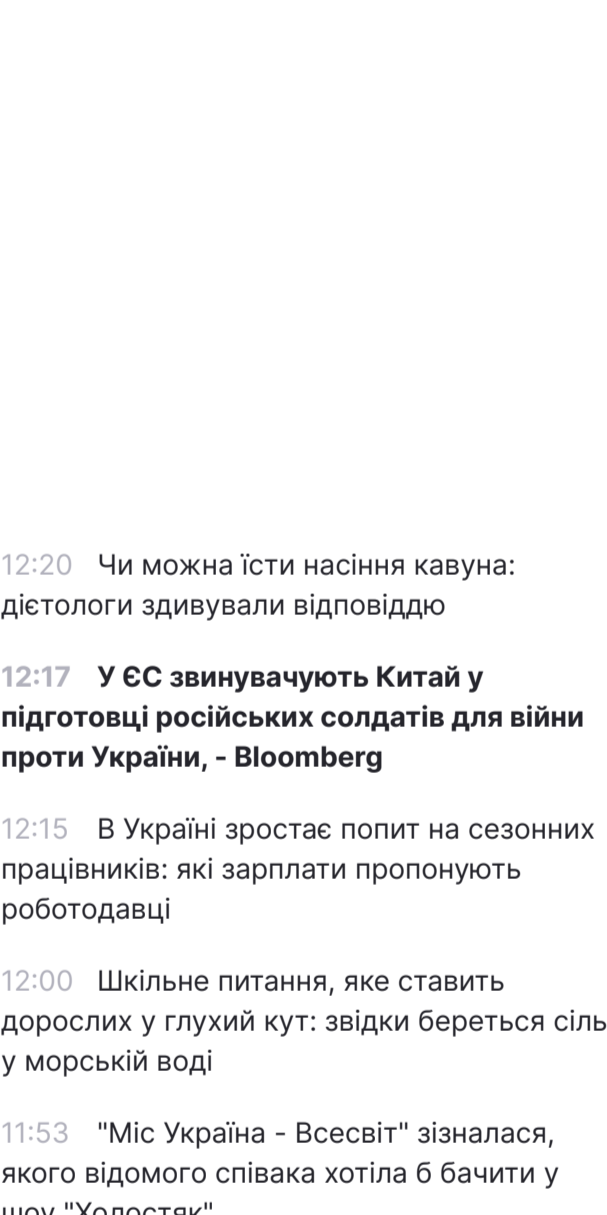 12:20 Чи можна їсти насіння кавуна:
дієтологи здивували відповіддю
12:17 У ЄС звинувачують Китай у
підготовці російських солдатів для війни
проти України, - Bloomberg
12:15 В Україні зростає попит на сезонних
працівників: які зарплати пропонують
роботодавці
12:00 Шкільне питання, яке ставить
дорослих у глухий кут: звідки береться сіль
у морській воді
11:53 "Міс Україна - Всесвіт" зізналася,
якого відомого співака хотіла б бачити у
шоу "Холостяк"